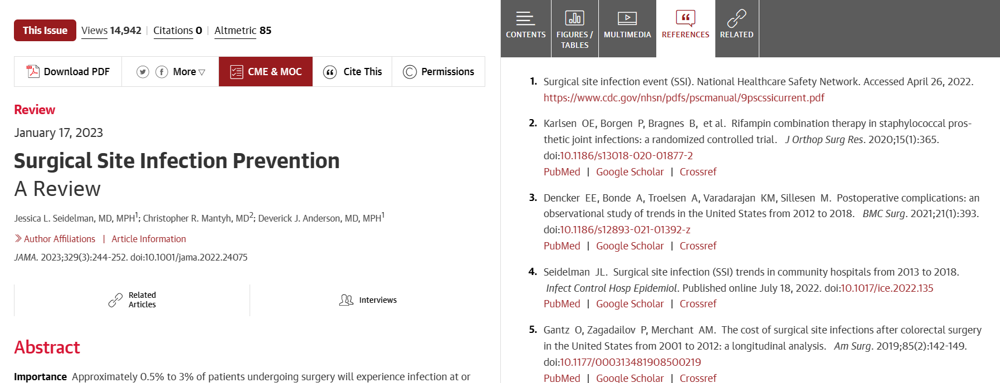 This Issue Views 14,942 | Citations 0 | Altmetric 85
Download PDF More CME & MOC Cite This Permissions
Review
January 17, 2023
Surgical Site Infection Prevention
A Review
Jessica L. Seidelman, MD, MPH1; Christopher R. Mantyh, MD2; Deverick J. Anderson, MD, MPH1
Author Affiliations | Article Information
JAMA. 2023;329(3):244-252. doi:10.1001/jama.2022.24075
Related
Articles
Interviews
Abstract
Importance Approximately 0.5% to 3% of patients undergoing surgery will experience infection at or
CONTENTS
FIGURES /
TABLES
MULTIMEDIA
REFERENCES
RELATED
1. Surgical site infection event (SSI). National Healthcare Safety Network. Accessed April 26, 2022.
https://www.cdc.gov/nhsn/pdfs/pscmanual/9pscssicurrent.pdf
2. Karlsen OE, Borgen P, Bragnes B, et al. Rifampin combination therapy in staphylococcal pros-
thetic joint infections: a randomized controlled trial. J Orthop Surg Res. 2020;15(1):365.
doi:10.1186/s13018-020-01877-2
PubMed | Google Scholar | Crossref
3. Dencker EE, Bonde A, Troelsen A, Varadarajan KM, Sillesen M. Postoperative complications: an
observational study of trends in the United States from 2012 to 2018. BMC Surg. 2021;21(1):393.
doi:10.1186/s12893-021-01392-z
PubMed | Google Scholar | Crossref
4. Seidelman JL. Surgical site infection (SSI) trends in community hospitals from 2013 to 2018.
Infect Control Hosp Epidemiol. Published online July 18, 2022. doi:10.1017/ice.2022.135
PubMed | Google Scholar | Crossref
5. Gantz O, Zagadailov P, Merchant AM. The cost of surgical site infections after colorectal surgery
in the United States from 2001 to 2012: a longitudinal analysis. Am Surg. 2019;85(2):142-149.
doi:10.1177/000313481908500219
PubMed | Google Scholar | Crossref